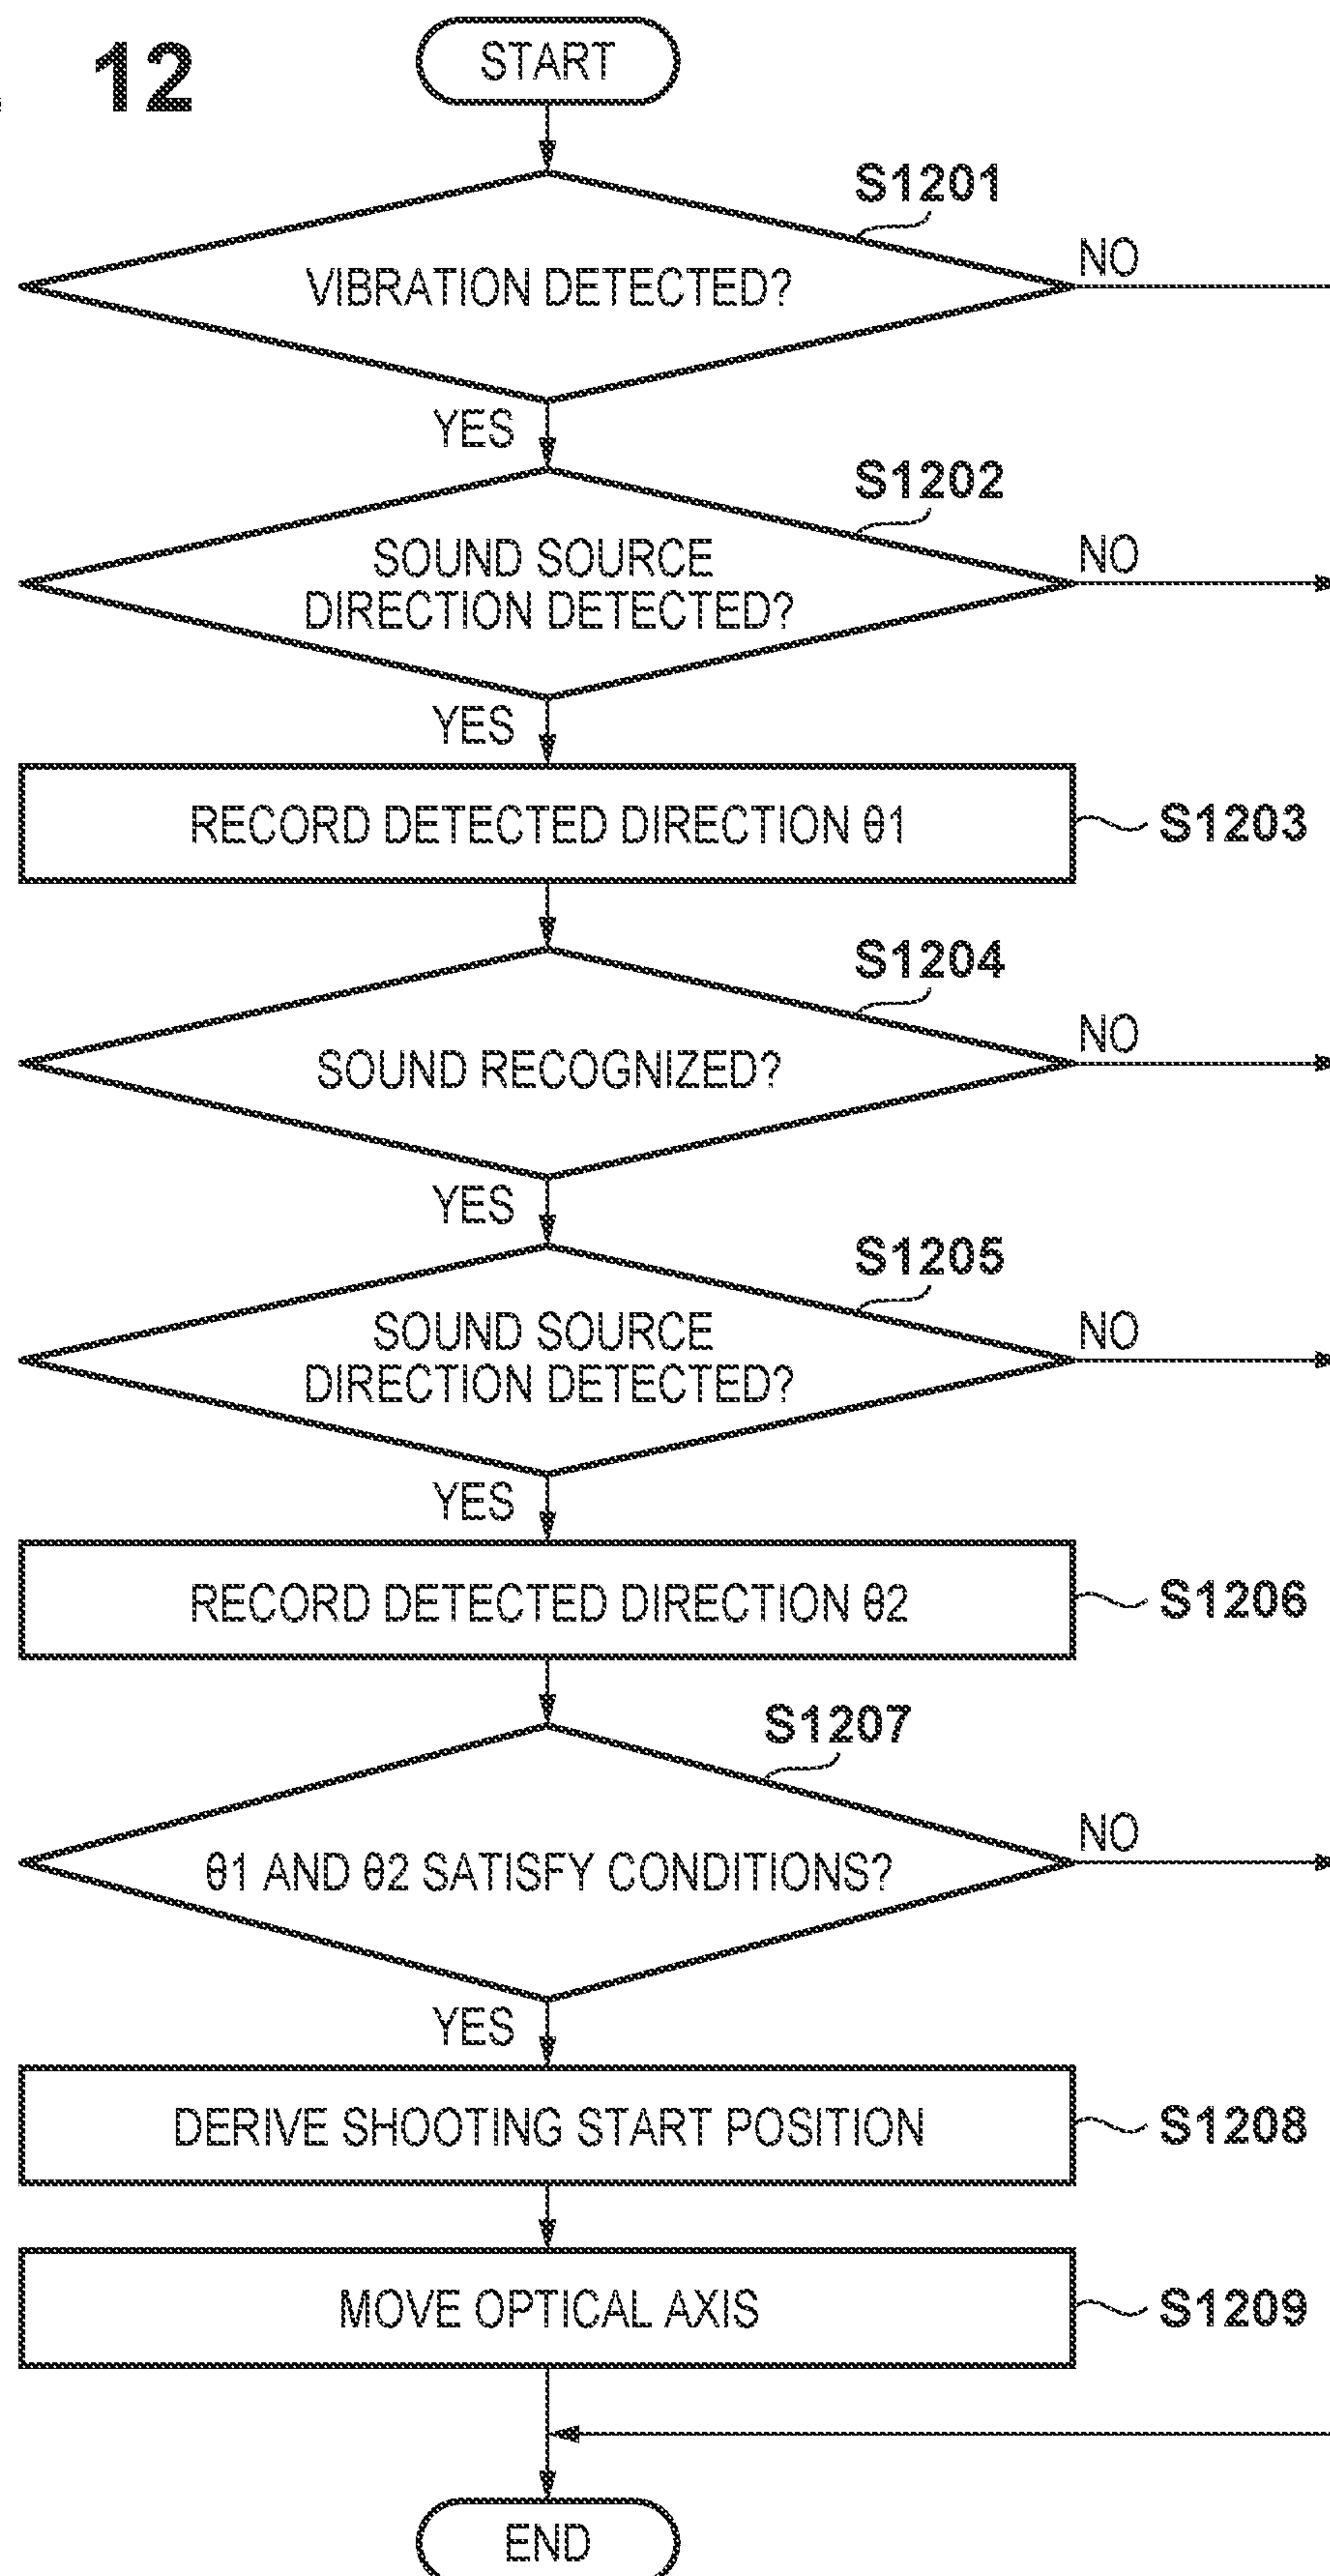 12
START
S1201
VIBRATION DETECTED?
NO
YES
S1202
SOUND SOURCE
DIRECTION DETECTED?
NO
YES
RECORD DETECTED DIRECTION θ1
S1203
S1204
SOUND RECOGNIZED?
NO
YES
S1205
SOUND SOURCE
DIRECTION DETECTED?
NO
YES
RECORD DETECTED DIRECTION θ2
S1206
S1207
θ1 AND θ2 SATISFY CONDITIONS?
NO
YES
DERIVE SHOOTING START POSITION
S1208
MOVE OPTICAL AXIS
S1209
END